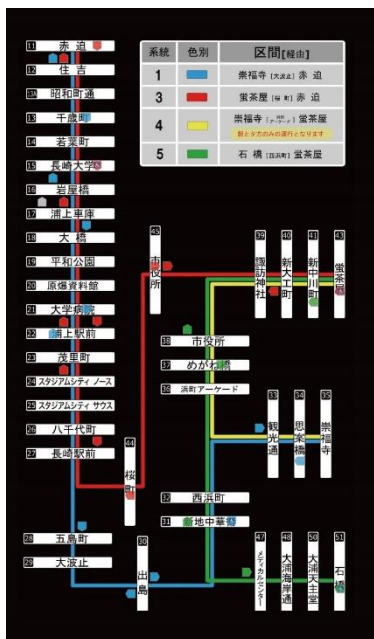 系統 色別 区間[経由]
1 崇福寺 [大波止] 赤 迫
3 蛍茶屋 [桜 町] 赤 迫
4 崇福寺 蛍茶屋
朝と夕方のみの運行となります
5 石 橋 [西浜町] 蛍茶屋
11 赤 迫
12 住 吉
13A 昭和町通
13 千歳町
14 若葉町
15 長崎大学
16 岩屋橋
17 浦上車庫
18 大 橋
19 平和公園
20 原爆資料館
21 大学病院
22 浦上駅前
23 茂里町
24 スタジアムシティ ノース
25 スタジアムシティ サウス
26 八千代町
27 長崎駅前
28 五島町
29 大波止
30 出島
44 桜町
45 市役所
39 諏訪神社
40 新大工町
41 新中川町
43 蛍茶屋
38 市役所
37 めがね橋
36 浜町アーケード
33 観光通
34 思案橋
35 崇福寺
32 西浜町
31 新地中華街
47 メディカルセンター
48 大浦海岸通
50 大浦天主堂
51 石橋